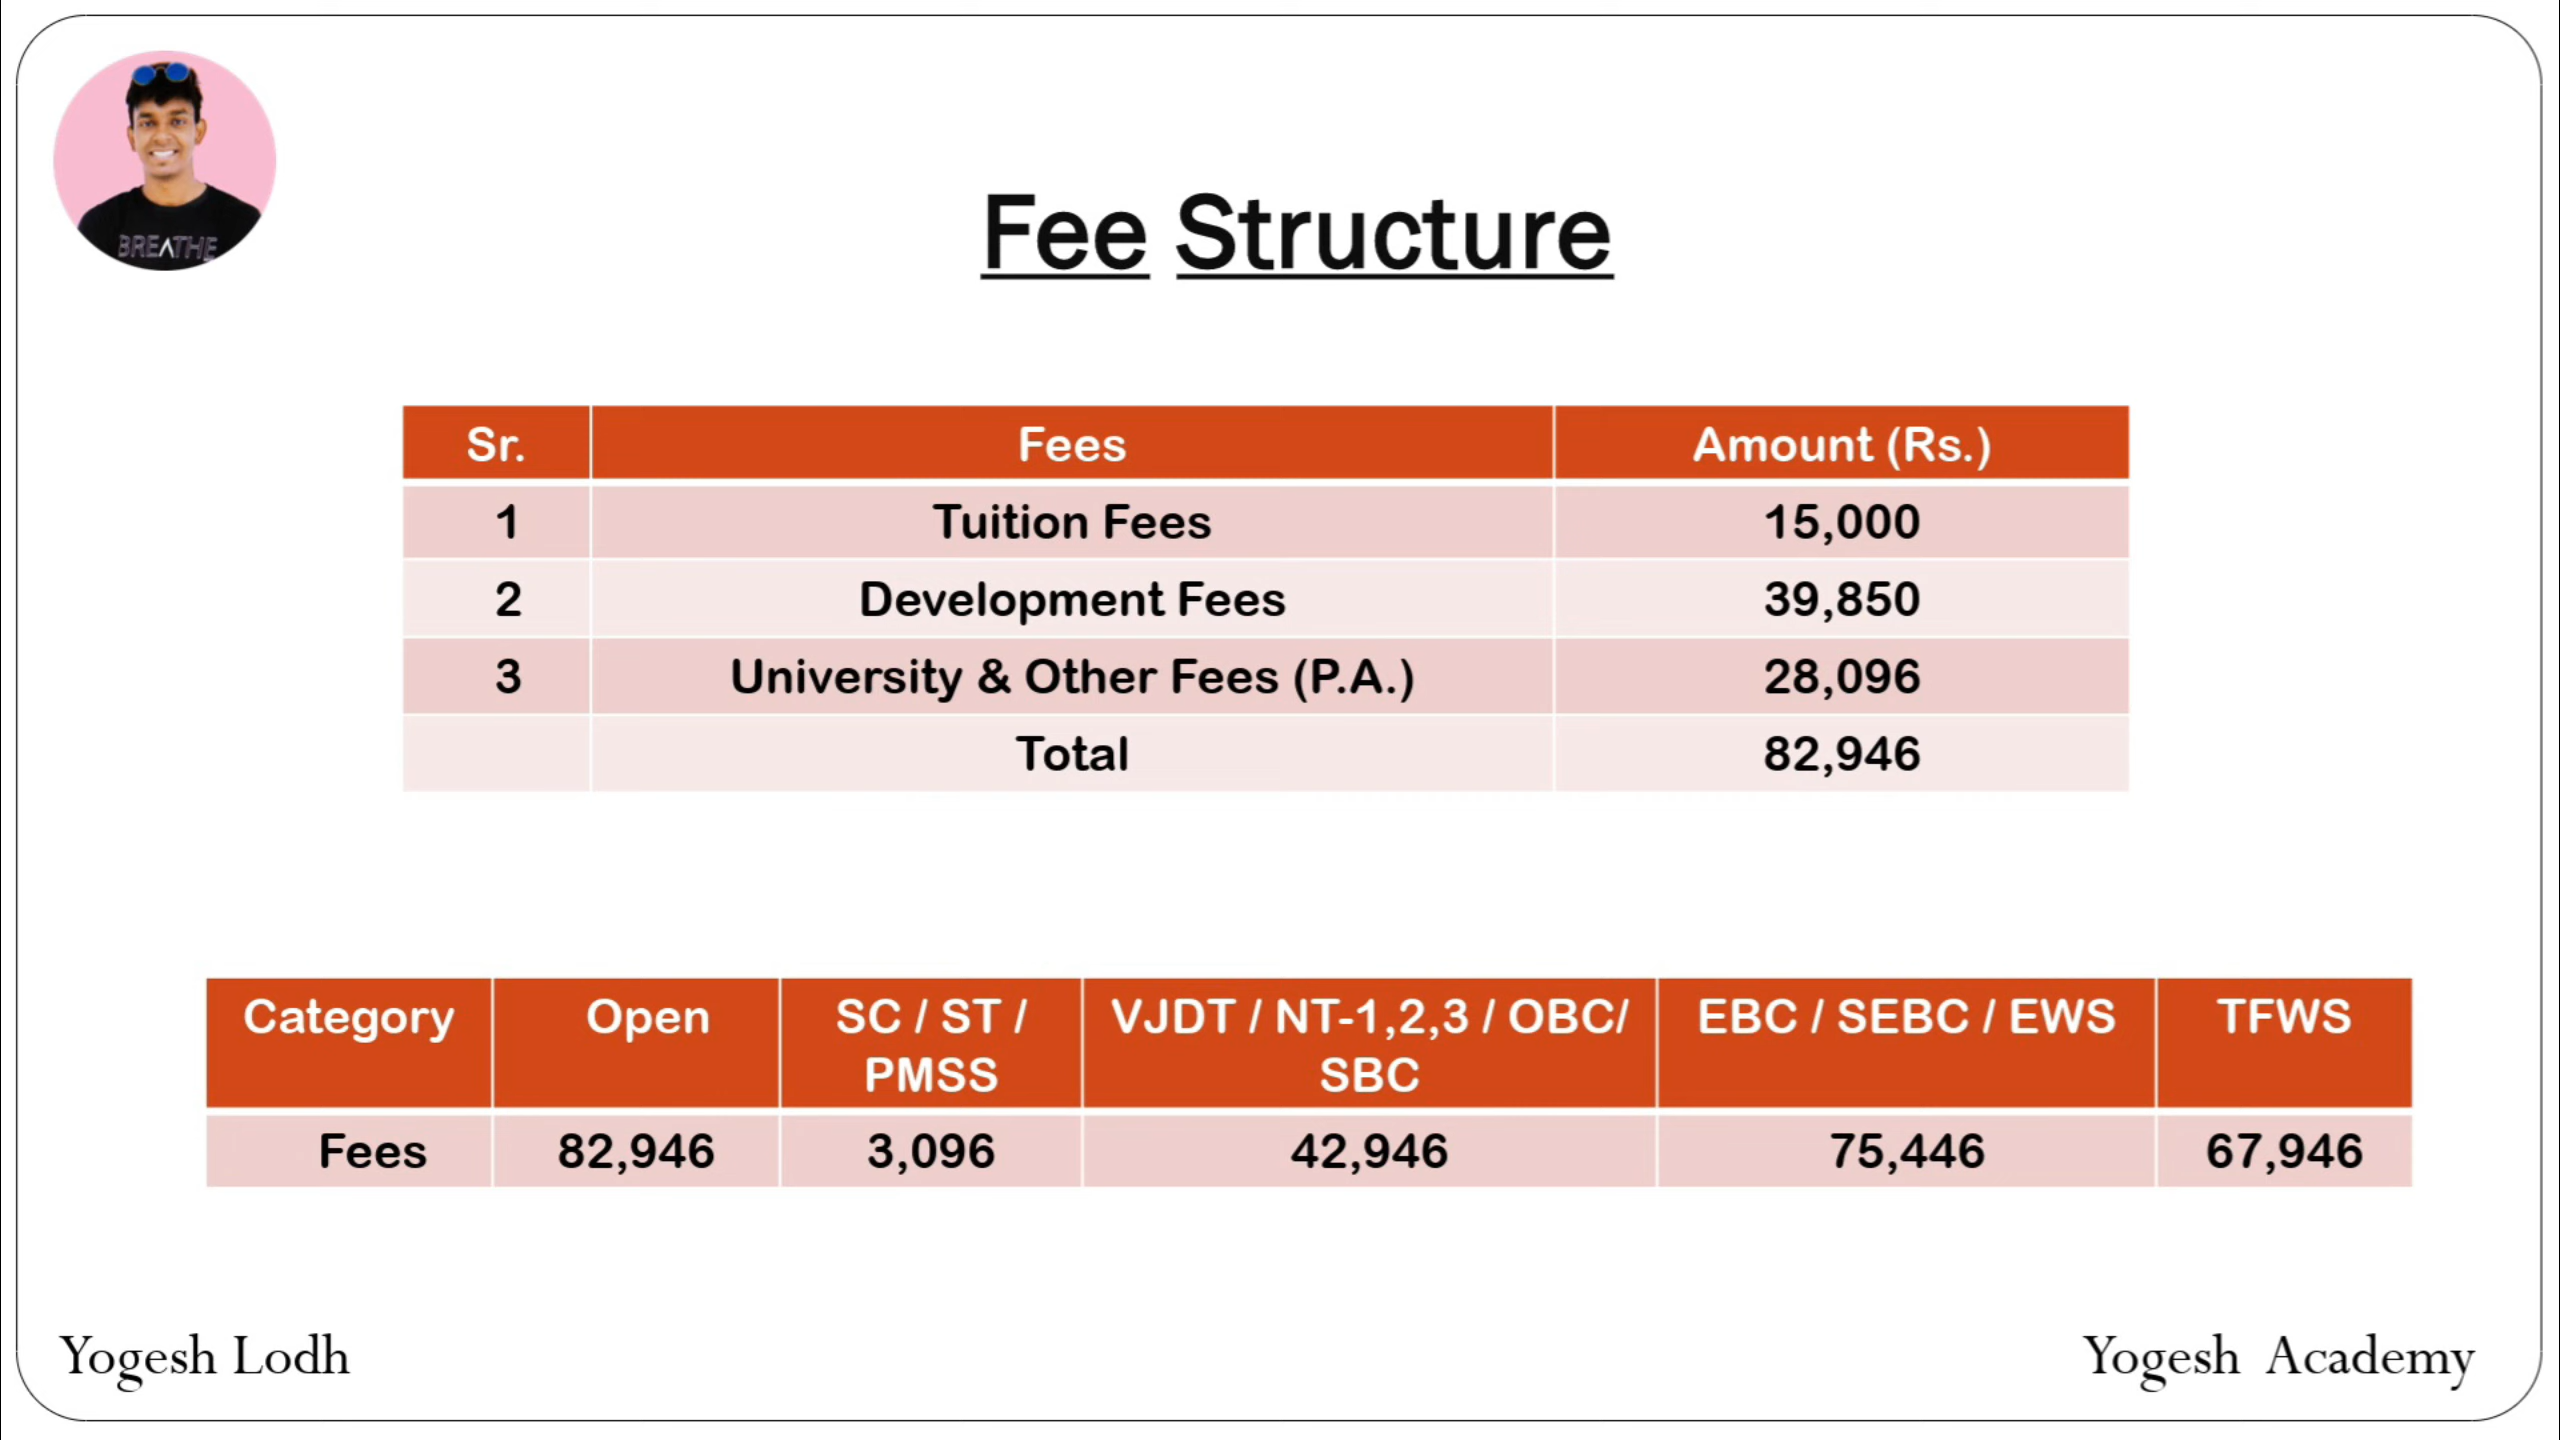 BREATHE
Fee Structure
Sr. Fees Amount (Rs.)
1 Tuition Fees 15,000
2 Development Fees 39,850
3 University & Other Fees (P.A.) 28,096
Total 82,946
Category Open SC / ST / PMSS VJDT / NT-1,2,3 / OBC/ SBC EBC / SEBC / EWS TFWS
Fees 82,946 3,096 42,946 75,446 67,946
Yogesh Lodh
Yogesh Academy